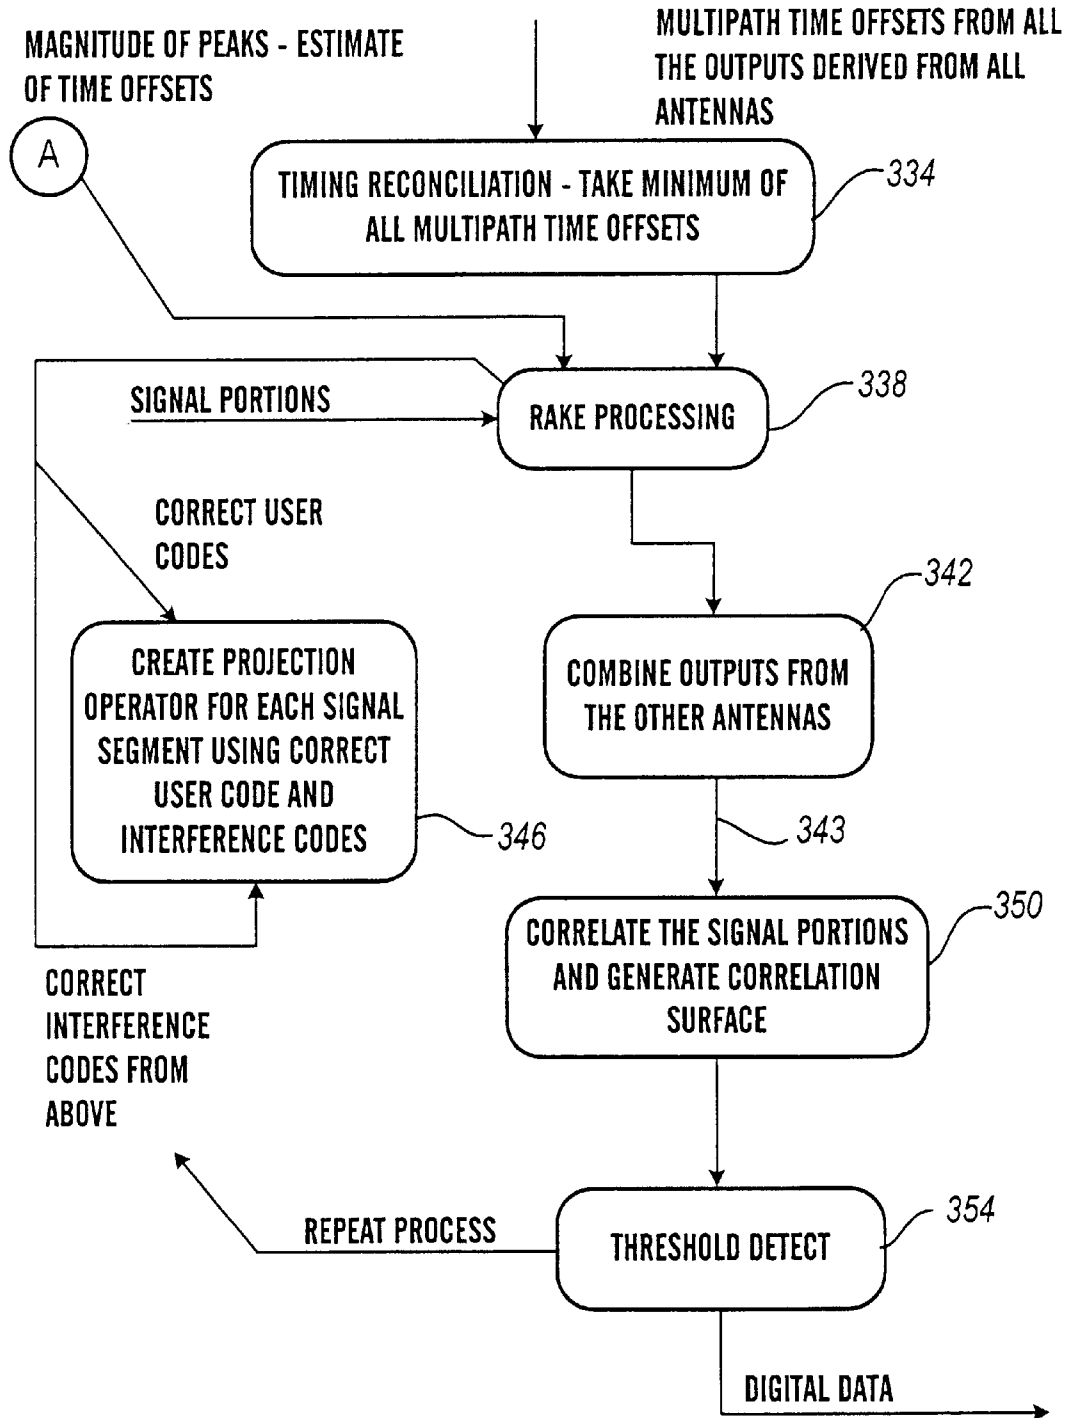 MAGNITUDE OF PEAKS - ESTIMATE
OF TIME OFFSETS
MULTIPATH TIME OFFSETS FROM ALL
THE OUTPUTS DERIVED FROM ALL
ANTENNAS
A
TIMING RECONCILIATION - TAKE MINIMUM OF
ALL MULTIPATH TIME OFFSETS
334
SIGNAL PORTIONS
RAKE PROCESSING
338
CORRECT USER
CODES
342
COMBINE OUTPUTS FROM
THE OTHER ANTENNAS
CREATE PROJECTION
OPERATOR FOR EACH SIGNAL
SEGMENT USING CORRECT
USER CODE AND
INTERFERENCE CODES
346
343
350
CORRELATE THE SIGNAL PORTIONS
AND GENERATE CORRELATION
SURFACE
CORRECT
INTERFERENCE
CODES FROM
ABOVE
REPEAT PROCESS
THRESHOLD DETECT
354
DIGITAL DATA